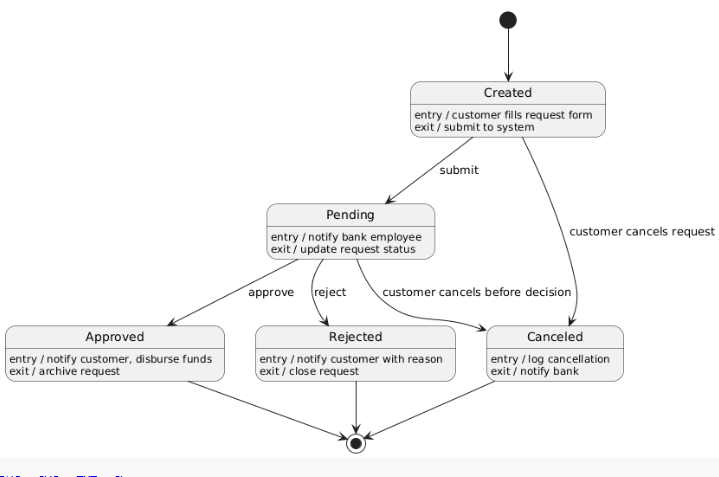 Created
entry / customer fills request form
exit / submit to system
submit
customer cancels request
Pending
entry / notify bank employee
exit / update request status
approve
reject
customer cancels before decision
Approved
entry / notify customer, disburse funds
exit / archive request
Rejected
entry / notify customer with reason
exit / close request
Canceled
entry / log cancellation
exit / notify bank